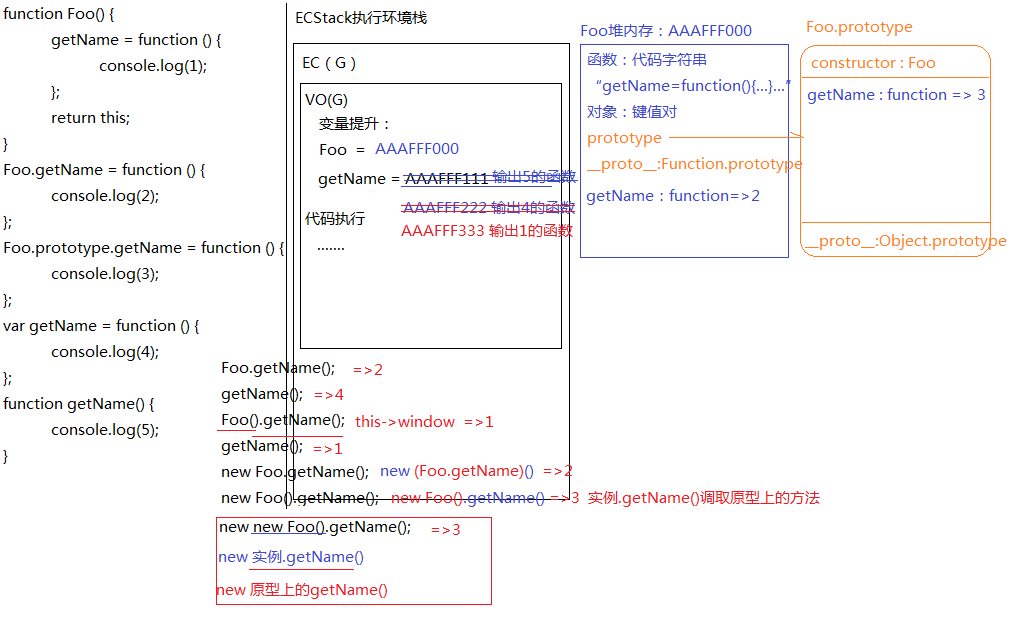 function Foo() {
getName = function () {
console.log(1);
};
return this;
}
Foo.getName = function () {
console.log(2);
};
Foo.prototype.getName = function () {
console.log(3);
};
var getName = function () {
console.log(4);
};
function getName() {
console.log(5);
}
ECStack执行环境栈
EC（G）
VO(G)
变量提升：
Foo = AAAFFF000
getName = AAAFFF111 输出5的函数
AAAFFF222 输出4的函数
代码执行
AAAFFF333 输出1的函数
.......
Foo堆内存：AAAFFF000
函数：代码字符串
“getName=function(){...}...”
对象：键值对
prototype
__proto__:Function.prototype
getName：function=>2
Foo.prototype
constructor : Foo
getName : function => 3
__proto__:Object.prototype
Foo.getName(); =>2
getName(); =>4
Foo().getName(); this->window =>1
getName(); =>1
new Foo.getName(); new (Foo.getName)() =>2
new Foo().getName(); new Foo().getName() =>3 实例.getName()调取原型上的方法
new new Foo().getName(); =>3
new 实例.getName()
new 原型上的getName()